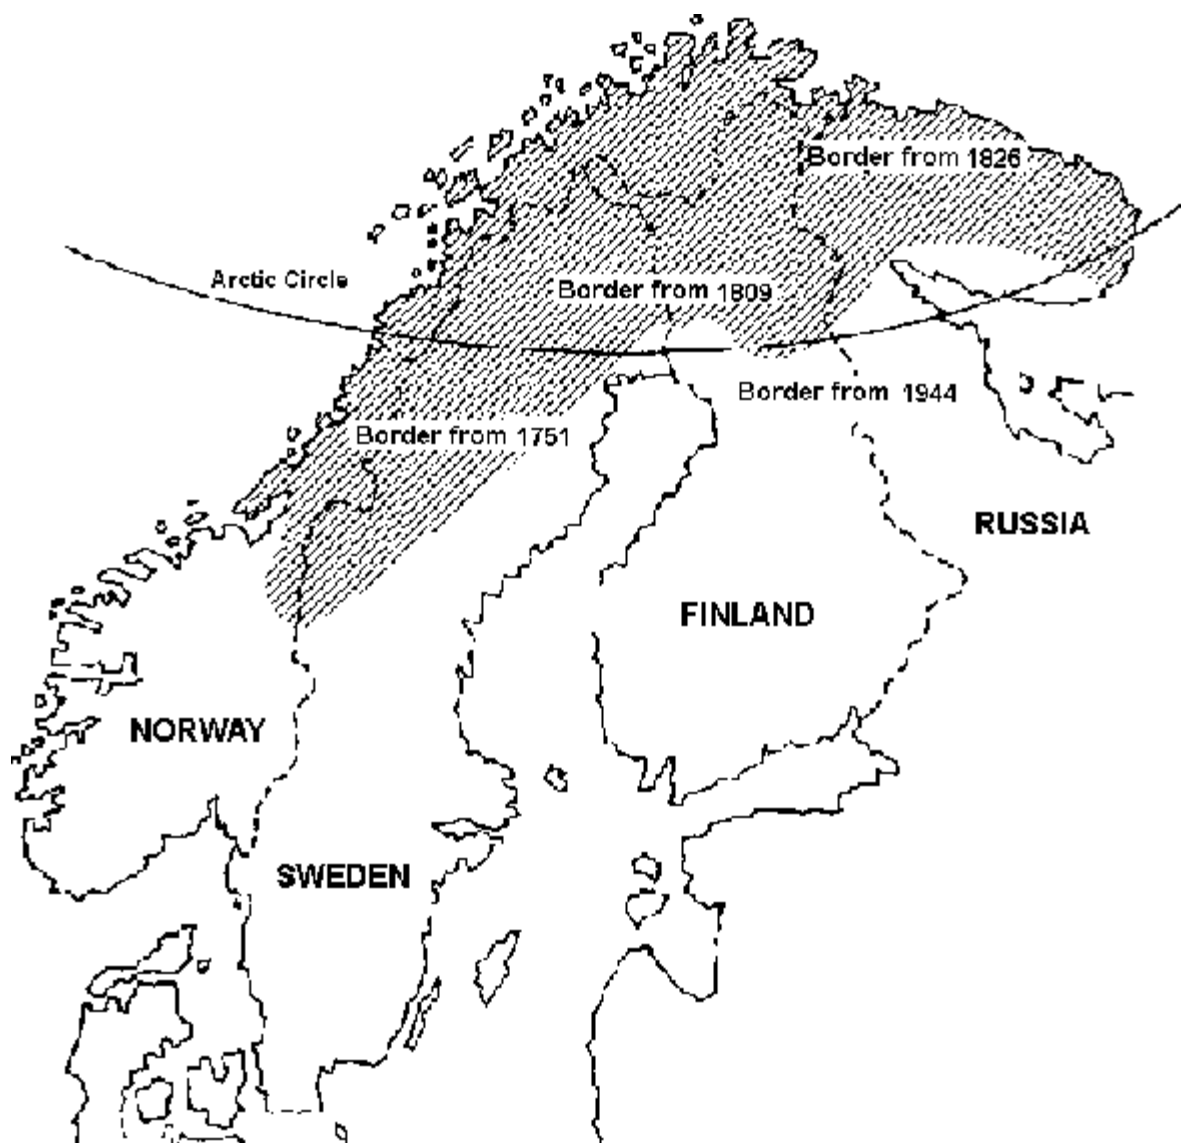 Border from 1826
Arctic Circle
Border from 1809
Border from 1944
Border from 1751
RUSSIA
FINLAND
NORWAY
SWEDEN